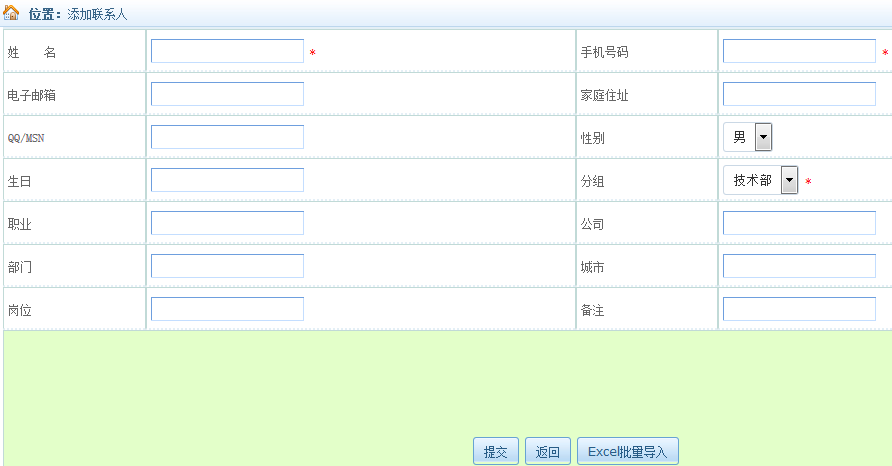 位置：添加联系人
姓 名 * 手机号码 *
电子邮箱 家庭住址
QQ/MSN 性别 男
生日 分组 技术部 *
职业 公司
部门 城市
岗位 备注
提交 返回 Excel批量导入